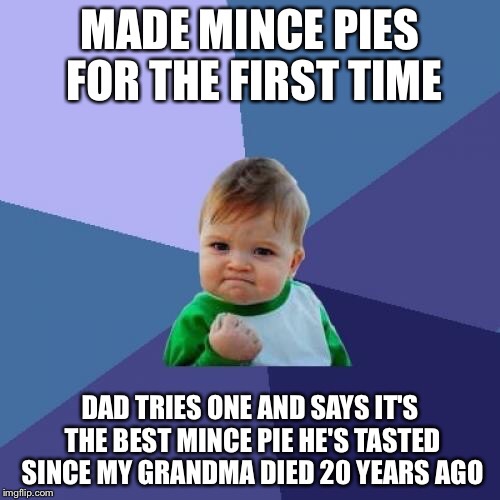 MADE MINCE PIES
FOR THE FIRST TIME
DAD TRIES ONE AND SAYS IT'S
THE BEST MINCE PIE HE'S TASTED
SINCE MY GRANDMA DIED 20 YEARS AGO
imgflip.com